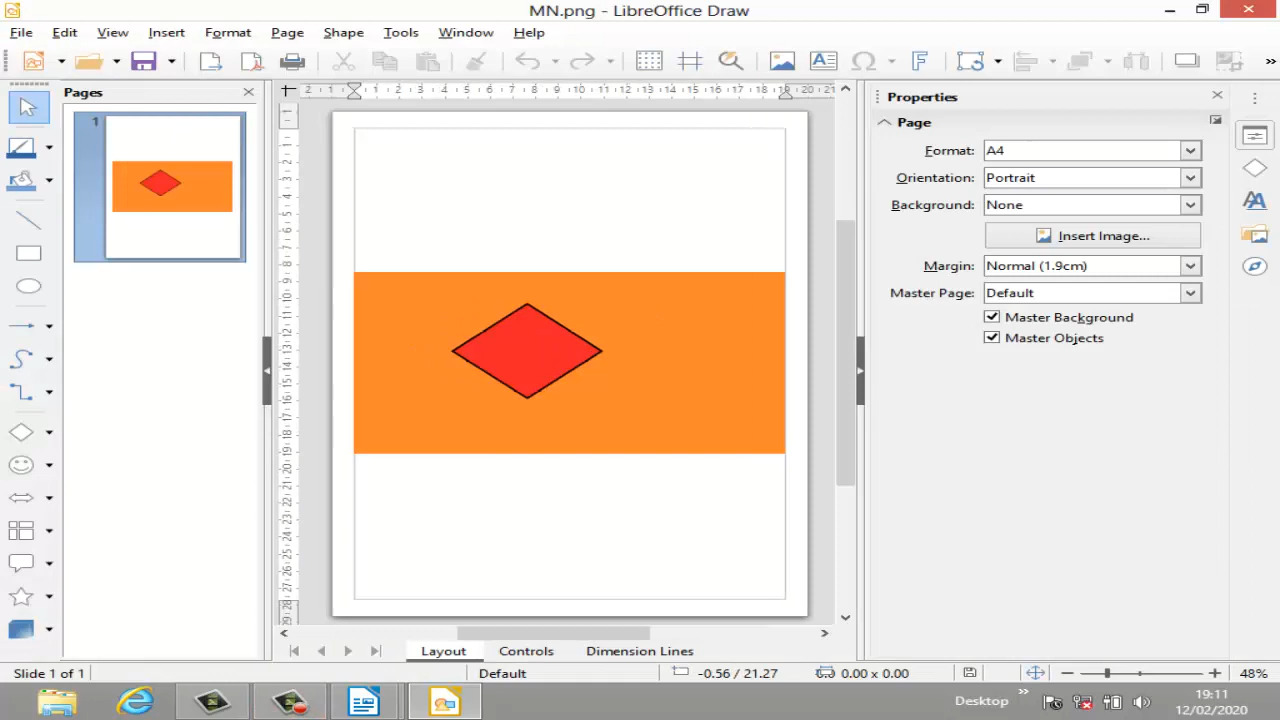 MN.png - LibreOffice Draw
File Edit View Insert Format Page Shape Tools Window Help
Pages
1
Properties
Page
Format: A4
Orientation: Portrait
Background: None
Insert Image...
Margin: Normal (1.9cm)
Master Page: Default
Master Background
Master Objects
Layout Controls Dimension Lines
Slide 1 of 1 Default -0.56 / 21.27 0.00 x 0.00 48%
Desktop
19:11
12/02/2020